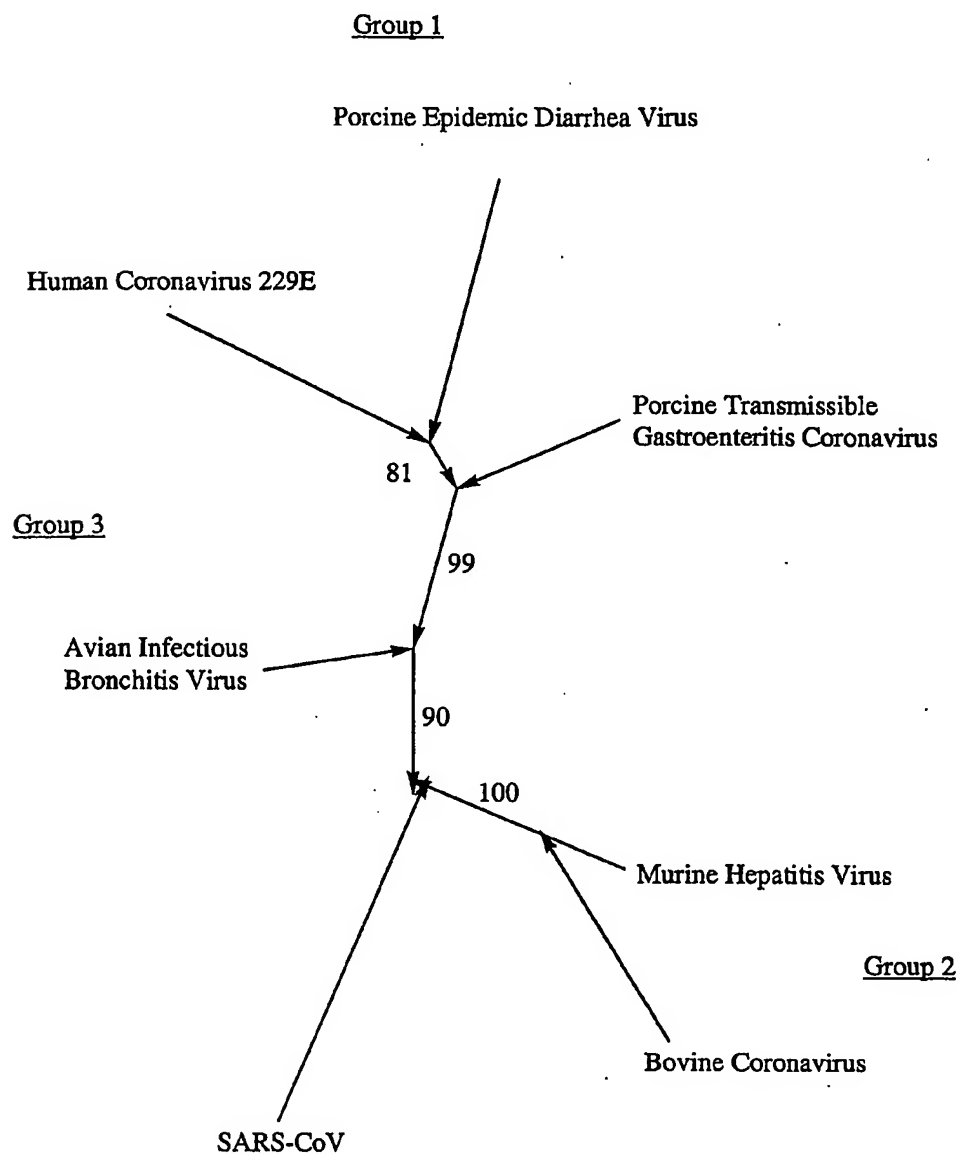 Group 1
Porcine Epidemic Diarrhea Virus
Human Coronavirus 229E
Porcine Transmissible
Gastroenteritis Coronavirus
81
Group 3
99
Avian Infectious
Bronchitis Virus
90
100
Murine Hepatitis Virus
Group 2
Bovine Coronavirus
SARS-CoV